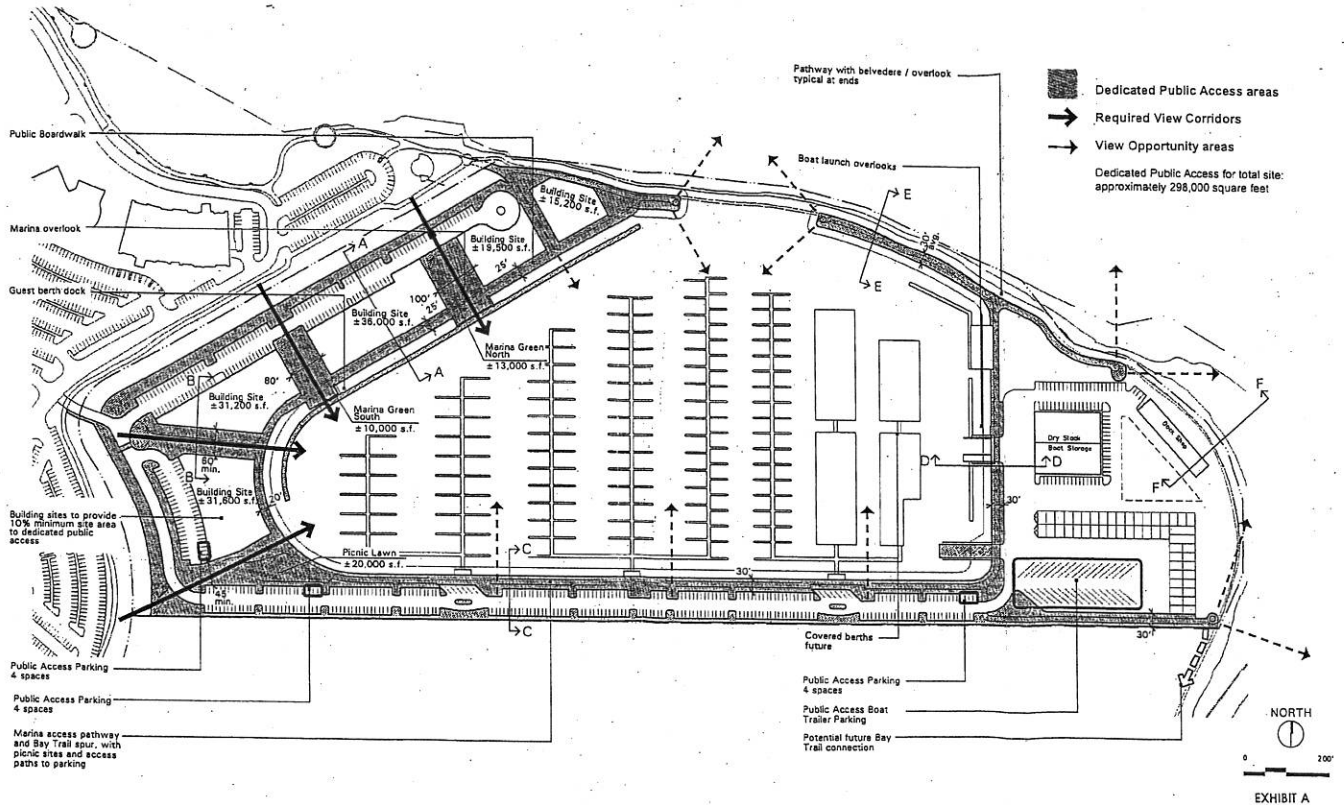 Pathway with belvedere / overlook
typical at ends
Dedicated Public Access areas
Required View Corridors
View Opportunity areas
Dedicated Public Access for total site:
approximately 298,000 square feet
Public Boardwalk
Boat launch overlooks
Marina overlook
Guest berth dock
Building Site
±15,200 s.f.
Building Site
±19,500 s.f.
25'
100'
25'
Building Site
±36,000 s.f.
A
A
E
E
30'
avg.
Marina Green
North
±13,000 s.f.
80'
B
B
Building Site
±31,200 s.f.
Marina Green
South
±10,000 s.f.
60'
min.
Building Site
±31,600 s.f.
20'
Building sites to provide
10% minimum site area
to dedicated public
access
Picnic Lawn
±20,000 s.f.
45
min.
C
C
30'
D
D
Dry Stack
Boat Storage
F
F
30'
30'
Public Access Parking
4 spaces
Public Access Parking
4 spaces
Marina access pathway
and Bay Trail spur, with
picnic sites and access
paths to parking
Covered berths
future
Public Access Parking
4 spaces
Public Access Boat
Trailer Parking
Potential future Bay
Trail connection
NORTH
0 200'
EXHIBIT A